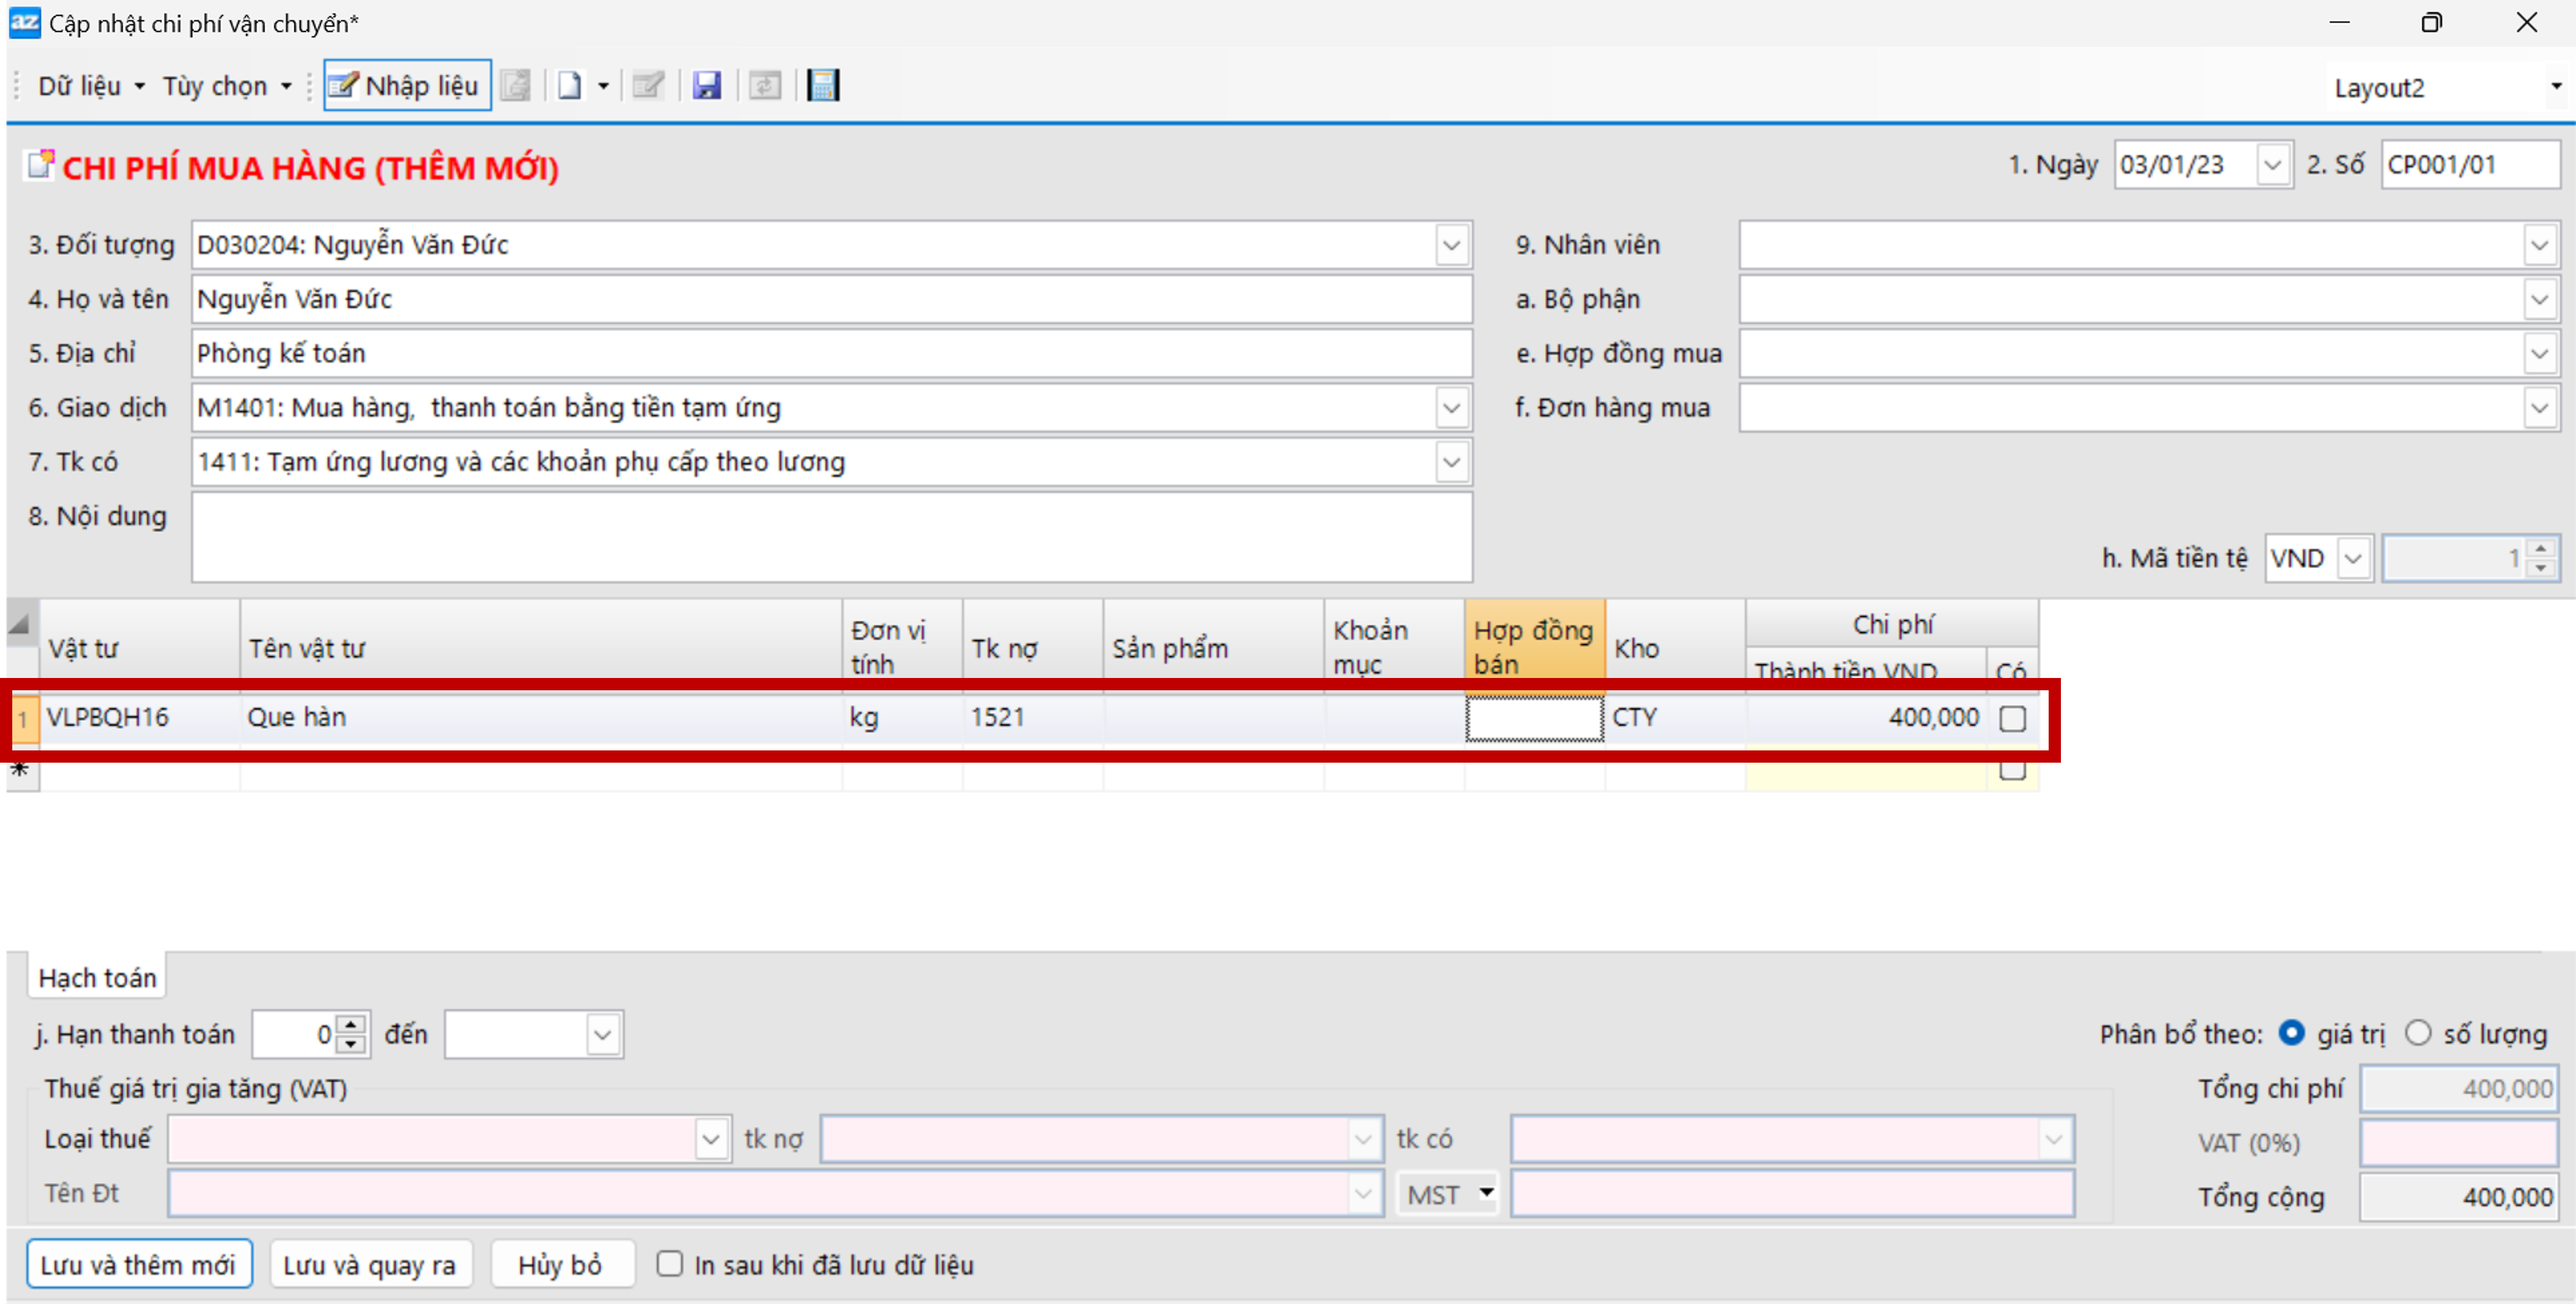 az Cập nhật chi phí vận chuyển*
Dữ liệu Tùy chọn Nhập liệu Layout2
CHI PHÍ MUA HÀNG (THÊM MỚI) 1. Ngày 03/01/23 2. Số CP001/01
3. Đối tượng D030204: Nguyễn Văn Đức 9. Nhân viên
4. Họ và tên Nguyễn Văn Đức a. Bộ phận
5. Địa chỉ Phòng kế toán e. Hợp đồng mua
6. Giao dịch M1401: Mua hàng, thanh toán bằng tiền tạm ứng f. Đơn hàng mua
7. Tk có 1411: Tạm ứng lương và các khoản phụ cấp theo lương
8. Nội dung
h. Mã tiền tệ VND 1
Vật tư Tên vật tư Đơn vị tính Tk nợ Sản phẩm Khoản mục Hợp đồng bán Kho Chi phí
Thành tiền VND Có
1 VLPBQH16 Que hàn kg 1521 CTY 400,000
*
Hạch toán
j. Hạn thanh toán 0 đến Phân bổ theo: giá trị số lượng
Thuế giá trị gia tăng (VAT) Tổng chi phí 400,000
Loại thuế tk nợ tk có VAT (0%)
Tên Đt MST Tổng cộng 400,000
Lưu và thêm mới Lưu và quay ra Hủy bỏ In sau khi đã lưu dữ liệu